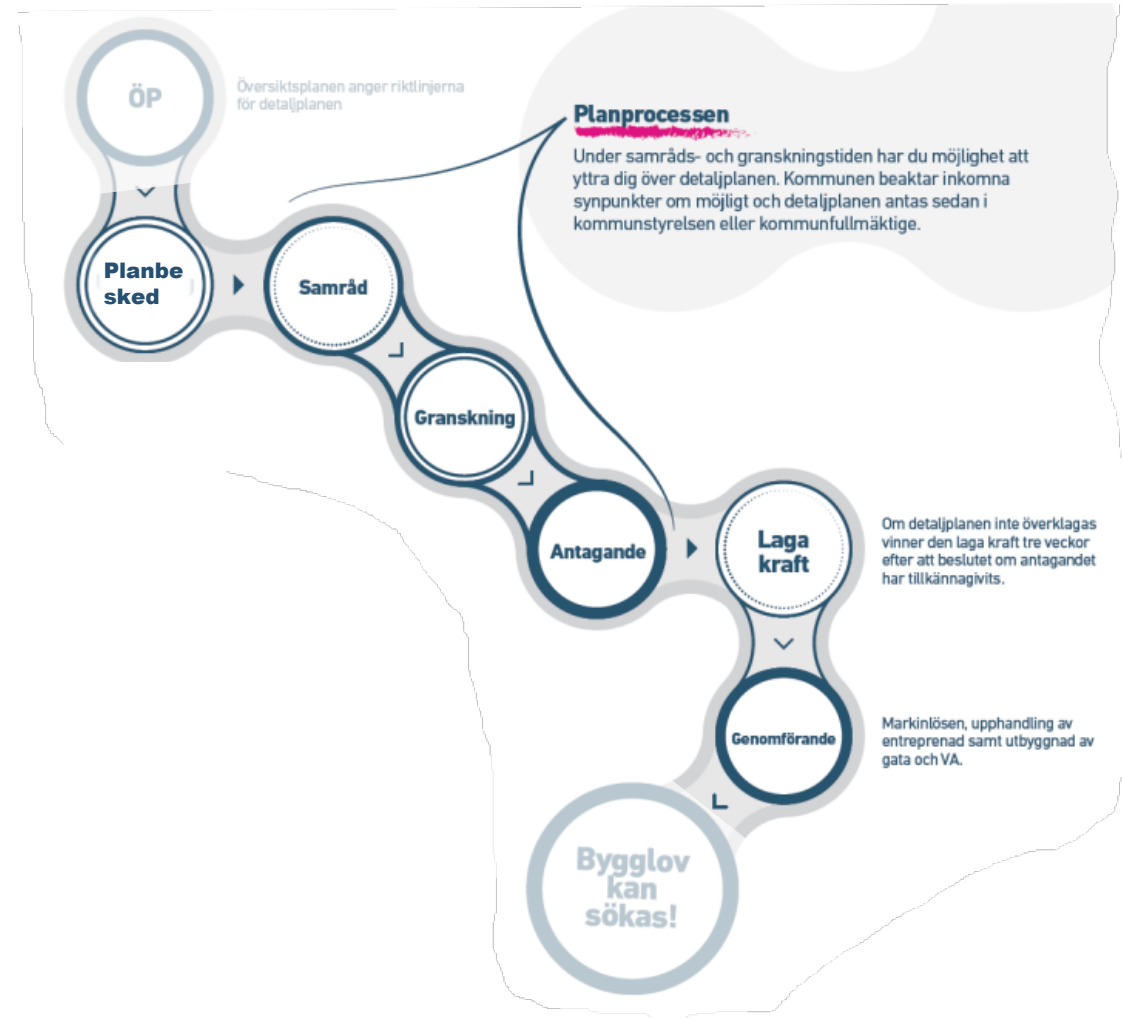 ÖP
Översiktsplanen anger riktlinjerna
för detaljplanen
Planprocessen
Under samråds- och granskningstiden har du möjlighet att
yttra dig över detaljplanen. Kommunen beaktar inkomna
synpunkter om möjligt och detaljplanen antas sedan i
kommunstyrelsen eller kommunfullmäktige.
Planbe
sked
Samråd
Granskning
Antagande
Laga
kraft
Om detaljplanen inte överklagas
vinner den laga kraft tre veckor
efter att beslutet om antagandet
har tillkännagivits.
Genomförande
Markinlösen, upphandling av
entreprenad samt utbyggnad av
gata och VA.
Bygglov
kan
sökas!